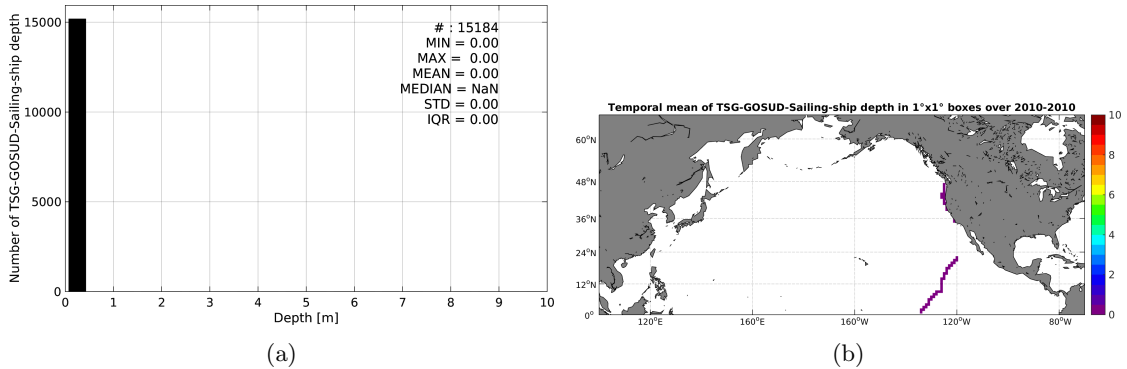 Number of TSG-GOSUD-Sailing-ship depth
15000
10000
5000
0
# : 15184
MIN = 0.00
MAX = 0.00
MEAN = 0.00
MEDIAN = NaN
STD = 0.00
IQR = 0.00
0 1 2 3 4 5 6 7 8 9 10
Depth [m]
(a)
Temporal mean of TSG-GOSUD-Sailing-ship depth in 1°x1° boxes over 2010-2010
60°N
48°N
36°N
24°N
12°N
0°
120°E 160°E 160°W 120°W 80°W
10
8
6
4
2
0
(b)